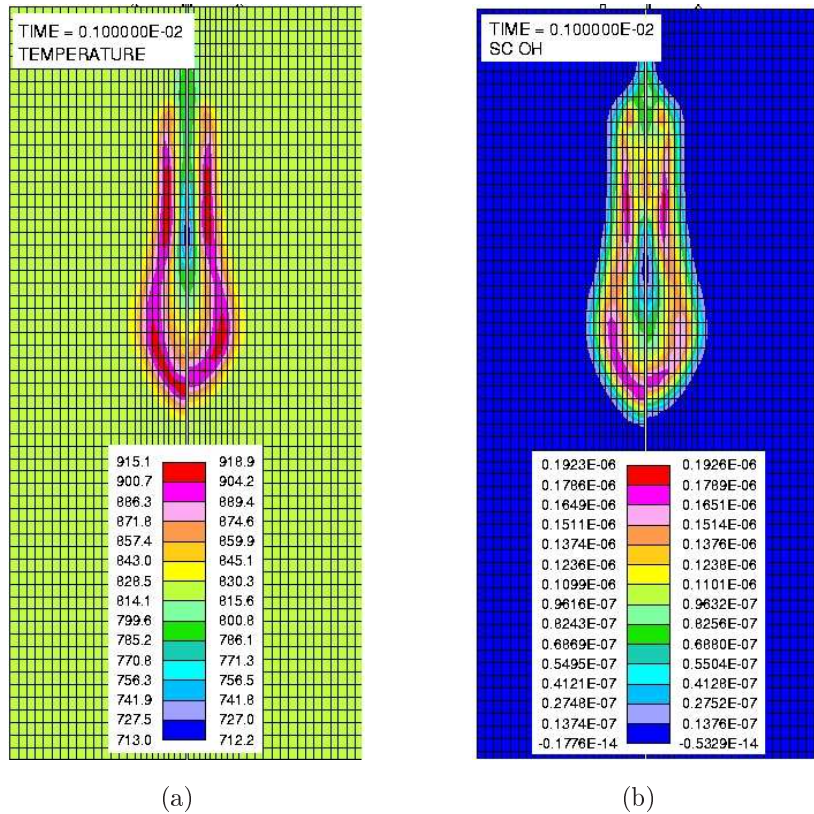 TIME = 0.100000E-02
TEMPERATURE
915.1 918.9
900.7 904.2
886.3 889.4
871.8 874.6
857.4 859.9
843.0 845.1
828.5 830.3
814.1 815.6
799.6 800.8
785.2 786.1
770.8 771.3
756.3 756.5
741.9 741.8
727.5 727.0
713.0 712.2
(a)
TIME = 0.100000E-02
SC OH
0.1923E-06 0.1926E-06
0.1786E-06 0.1789E-06
0.1649E-06 0.1651E-06
0.1511E-06 0.1514E-06
0.1374E-06 0.1376E-06
0.1236E-06 0.1238E-06
0.1099E-06 0.1101E-06
0.9616E-07 0.9632E-07
0.8243E-07 0.8256E-07
0.6869E-07 0.6880E-07
0.5495E-07 0.5504E-07
0.4121E-07 0.4128E-07
0.2748E-07 0.2752E-07
0.1374E-07 0.1376E-07
-0.1776E-14 -0.5329E-14
(b)